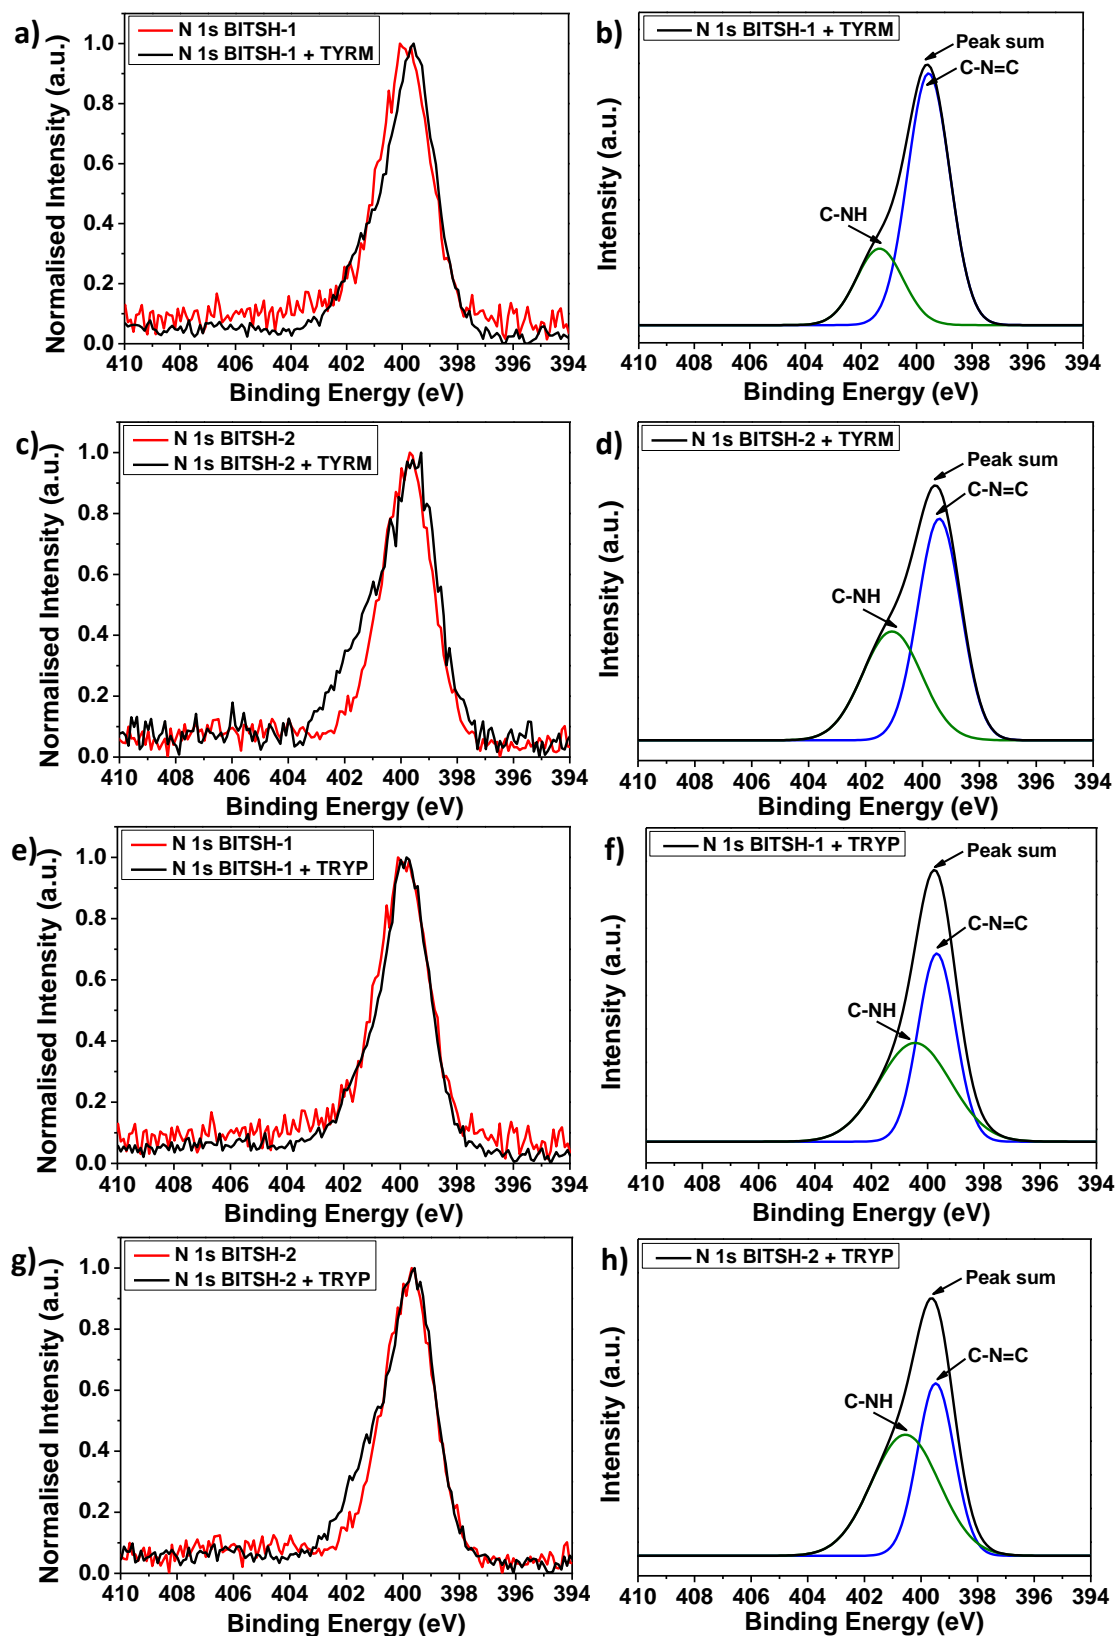 a)
N 1s BITSH-1
N 1s BITSH-1 + TYRM
Normalised Intensity (a.u.)
1.0
0.8
0.6
0.4
0.2
0.0
410 408 406 404 402 400 398 396 394
Binding Energy (eV)
b)
N 1s BITSH-1 + TYRM
Peak sum
C-N=C
C-NH
Intensity (a.u.)
410 408 406 404 402 400 398 396 394
Binding Energy (eV)
c)
N 1s BITSH-2
N 1s BITSH-2 + TYRM
Normalised Intensity (a.u.)
1.0
0.8
0.6
0.4
0.2
0.0
410 408 406 404 402 400 398 396 394
Binding Energy (eV)
d)
N 1s BITSH-2 + TYRM
Peak sum
C-N=C
C-NH
Intensity (a.u.)
410 408 406 404 402 400 398 396 394
Binding Energy (eV)
e)
N 1s BITSH-1
N 1s BITSH-1 + TRYP
Normalised Intensity (a.u.)
1.0
0.8
0.6
0.4
0.2
0.0
410 408 406 404 402 400 398 396 394
Binding Energy (eV)
f)
N 1s BITSH-1 + TRYP
Peak sum
C-N=C
C-NH
Intensity (a.u.)
410 408 406 404 402 400 398 396 394
Binding Energy (eV)
g)
N 1s BITSH-2
N 1s BITSH-2 + TRYP
Normalised Intensity (a.u.)
1.0
0.8
0.6
0.4
0.2
0.0
410 408 406 404 402 400 398 396 394
Binding Energy (eV)
h)
N 1s BITSH-2 + TRYP
Peak sum
C-N=C
C-NH
Intensity (a.u.)
410 408 406 404 402 400 398 396 394
Binding Energy (eV)